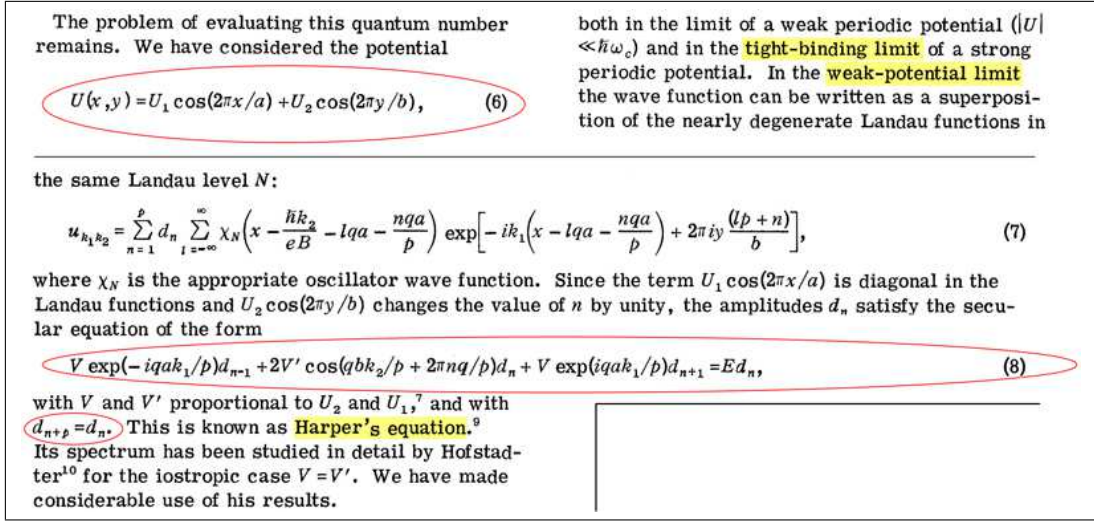 The problem of evaluating this quantum number
remains. We have considered the potential
U(x,y) =U₁ cos(2πx/a) +U₂ cos(2πy/b), (6)
both in the limit of a weak periodic potential (|U|
≪ħω_c) and in the tight-binding limit of a strong
periodic potential. In the weak-potential limit
the wave function can be written as a superposi-
tion of the nearly degenerate Landau functions in
the same Landau level N:
u_{k₁k₂} = \sum_{n=1}^{p} d_n \sum_{l=-∞}^{∞} χ_N(x - ħk₂/eB - lqa - nqa/p) exp[-ik₁(x - lqa - nqa/p) + 2πiy (lp + n)/b], (7)
where χ_N is the appropriate oscillator wave function. Since the term U₁ cos(2πx/a) is diagonal in the
Landau functions and U₂ cos(2πy/b) changes the value of n by unity, the amplitudes d_n satisfy the secu-
lar equation of the form
V exp(-iqak₁/p)d_{n-1} +2V′ cos(qbk₂/p + 2πnq/p)d_n + V exp(iqak₁/p)d_{n+1} =Ed_n, (8)
with V and V′ proportional to U₂ and U₁,⁷ and with
d_{n+p} =d_n. This is known as Harper's equation.⁹
Its spectrum has been studied in detail by Hofstad-
ter¹⁰ for the iostropic case V = V′. We have made
considerable use of his results.